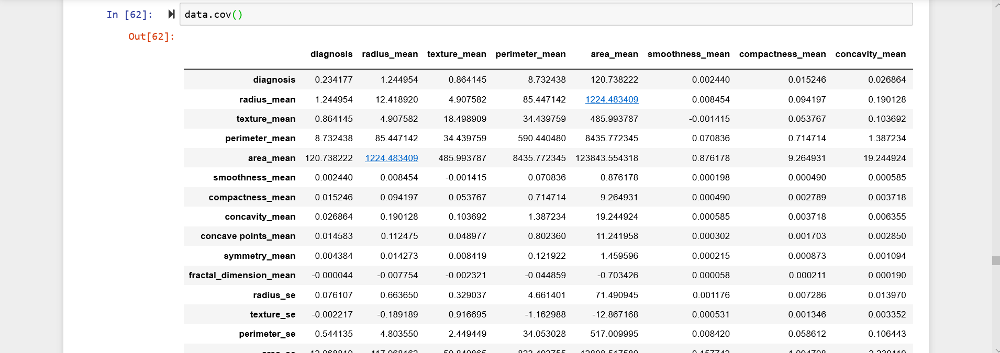 In [62]: data.cov()
Out[62]:
diagnosis radius_mean texture_mean perimeter_mean area_mean smoothness_mean compactness_mean concavity_mean
diagnosis 0.234177 1.244954 0.864145 8.732438 120.738222 0.002440 0.015246 0.026864
radius_mean 1.244954 12.418920 4.907582 85.447142 1224.483409 0.008454 0.094197 0.190128
texture_mean 0.864145 4.907582 18.498909 34.439759 485.993787 -0.001415 0.053767 0.103692
perimeter_mean 8.732438 85.447142 34.439759 590.440480 8435.772345 0.070836 0.714714 1.387234
area_mean 120.738222 1224.483409 485.993787 8435.772345 123843.554318 0.876178 9.264931 19.244924
smoothness_mean 0.002440 0.008454 -0.001415 0.070836 0.876178 0.000198 0.000490 0.000585
compactness_mean 0.015246 0.094197 0.053767 0.714714 9.264931 0.000490 0.002789 0.003718
concavity_mean 0.026864 0.190128 0.103692 1.387234 19.244924 0.000585 0.003718 0.006355
concave points_mean 0.014583 0.112475 0.048977 0.802360 11.241958 0.000302 0.001703 0.002850
symmetry_mean 0.004384 0.014273 0.008419 0.121922 1.459596 0.000215 0.000873 0.001094
fractal_dimension_mean -0.000044 -0.007754 -0.002321 -0.044859 -0.703426 0.000058 0.000211 0.000190
radius_se 0.076107 0.663650 0.329037 4.661401 71.490945 0.001176 0.007286 0.013970
texture_se -0.002217 -0.189189 0.916695 -1.162988 -12.867168 0.000531 0.001346 0.003352
perimeter_se 0.544135 4.803550 2.449449 34.053028 517.009995 0.008420 0.058612 0.106443